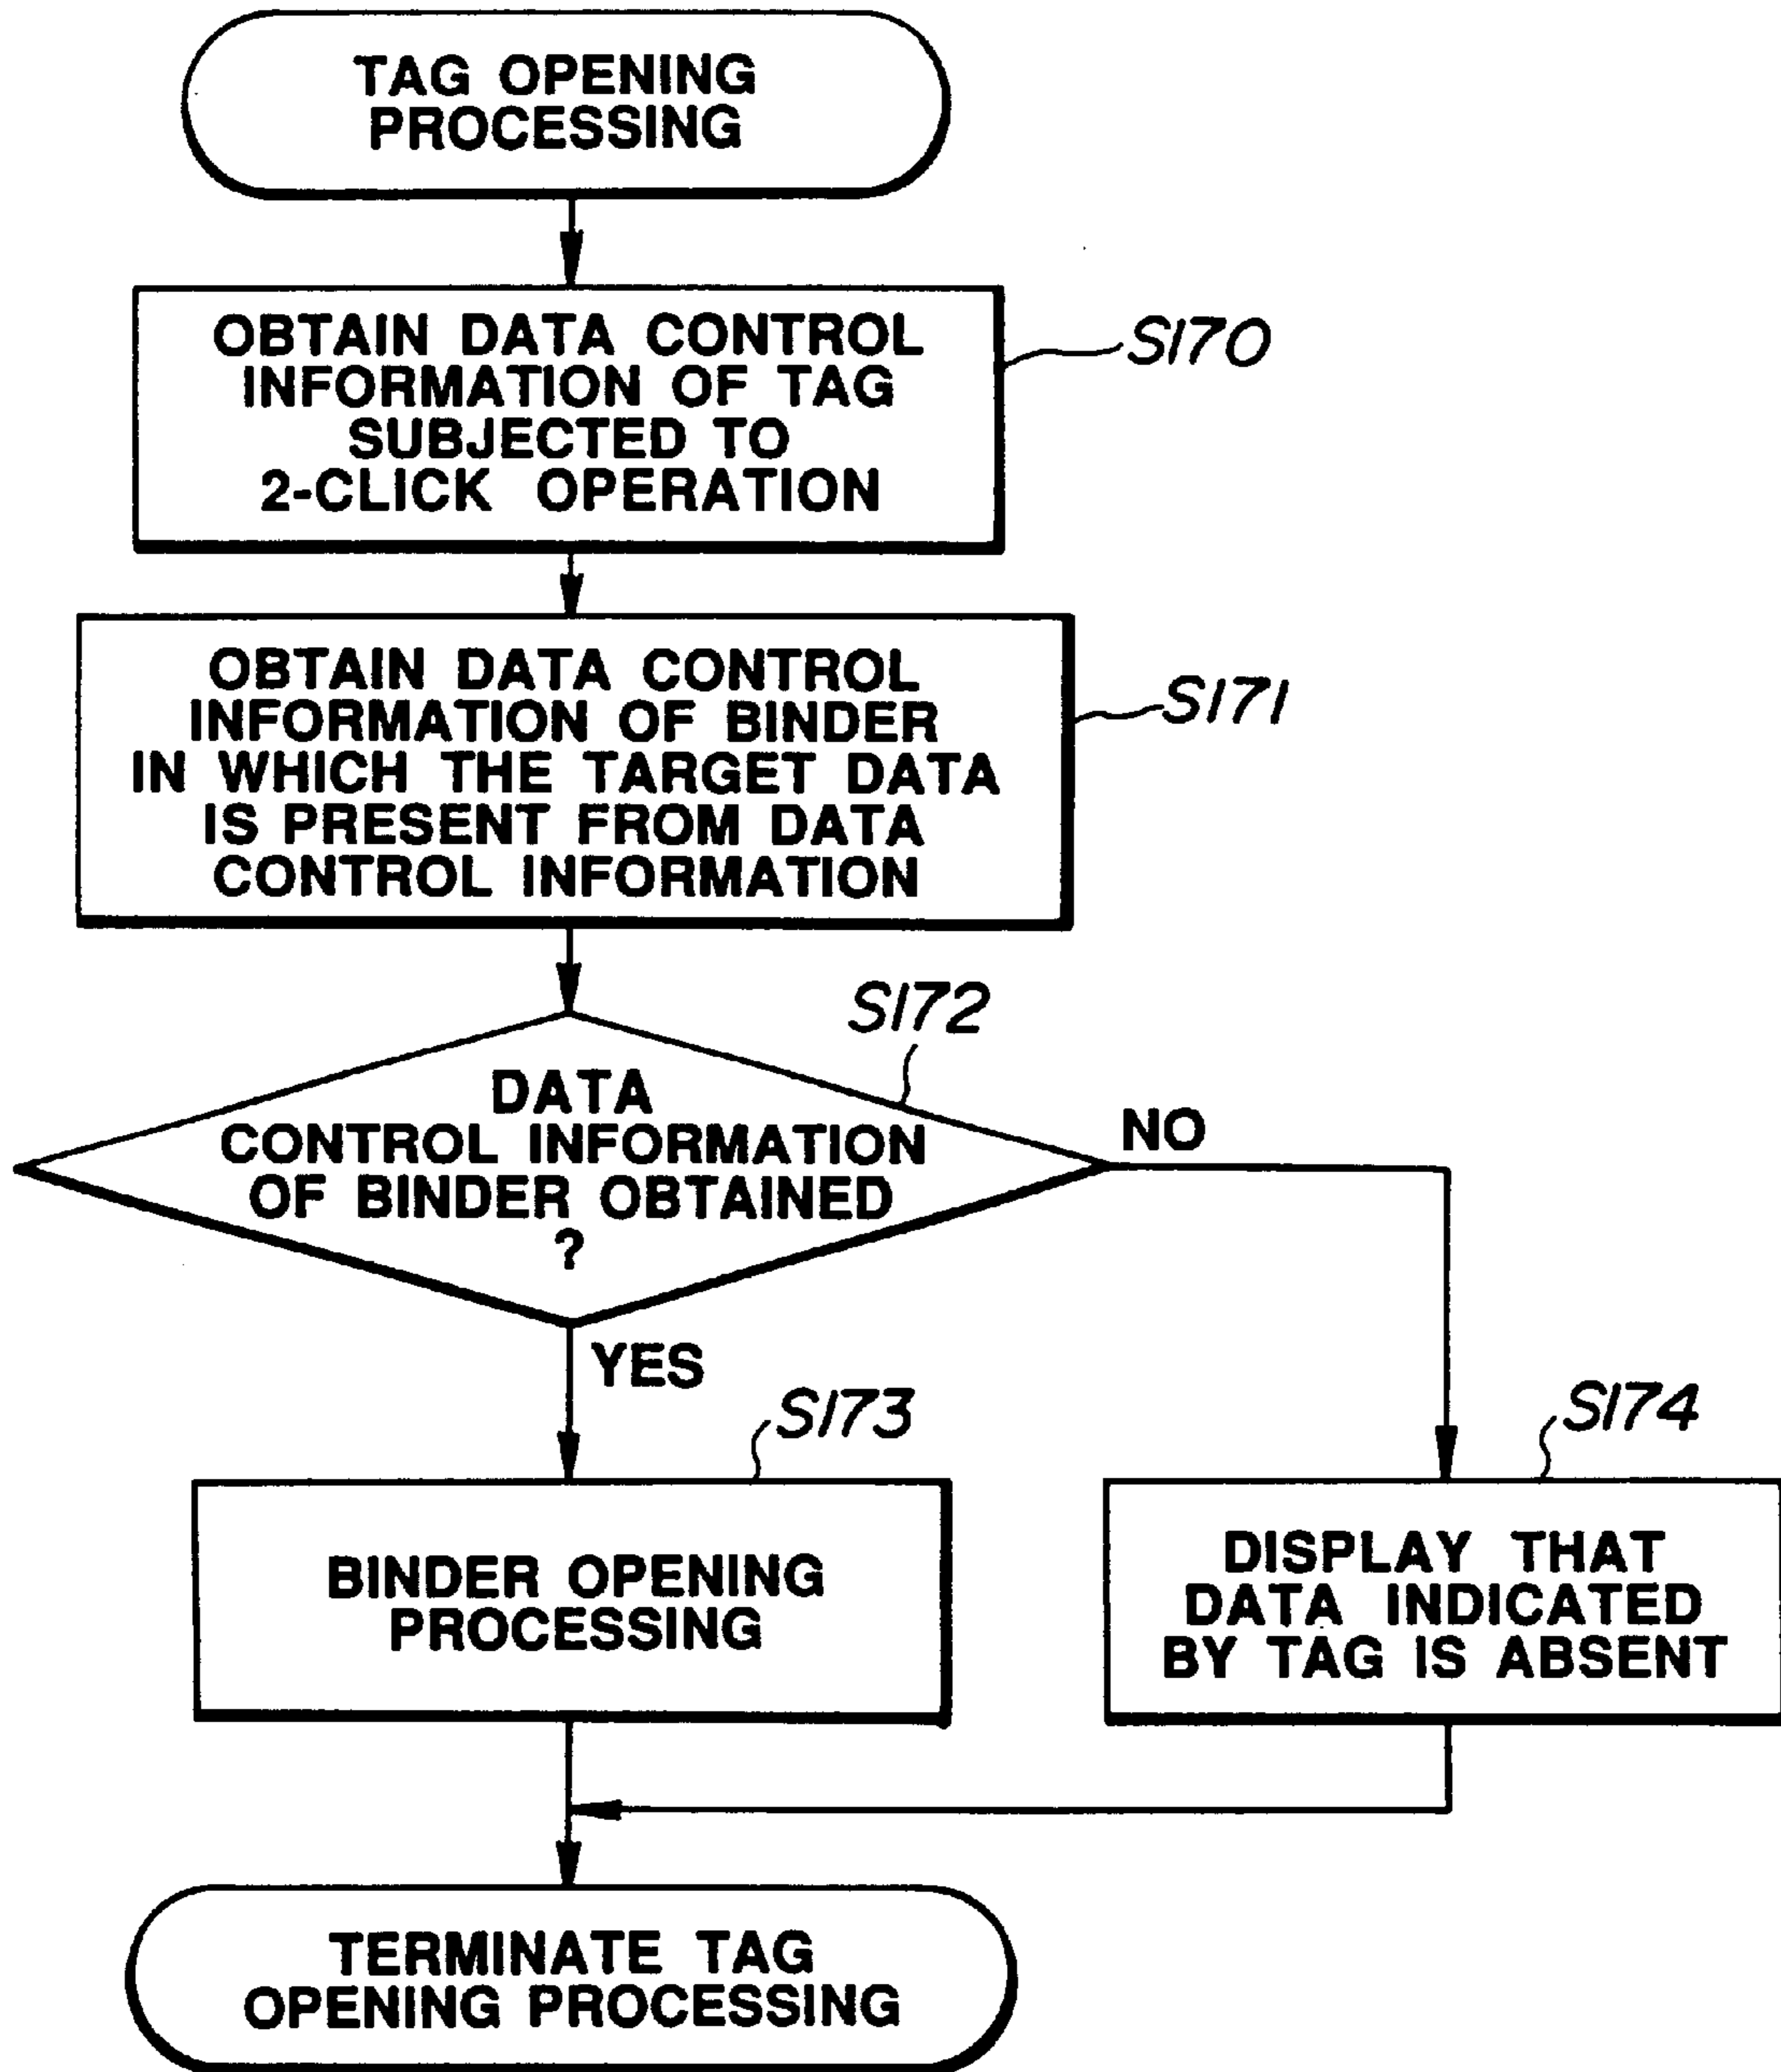 TAG OPENING
PROCESSING
OBTAIN DATA CONTROL
INFORMATION OF TAG
SUBJECTED TO
2-CLICK OPERATION
S170
OBTAIN DATA CONTROL
INFORMATION OF BINDER
IN WHICH THE TARGET DATA
IS PRESENT FROM DATA
CONTROL INFORMATION
S171
S172
DATA
CONTROL INFORMATION
OF BINDER OBTAINED
?
NO
YES
S173
BINDER OPENING
PROCESSING
S174
DISPLAY THAT
DATA INDICATED
BY TAG IS ABSENT
TERMINATE TAG
OPENING PROCESSING